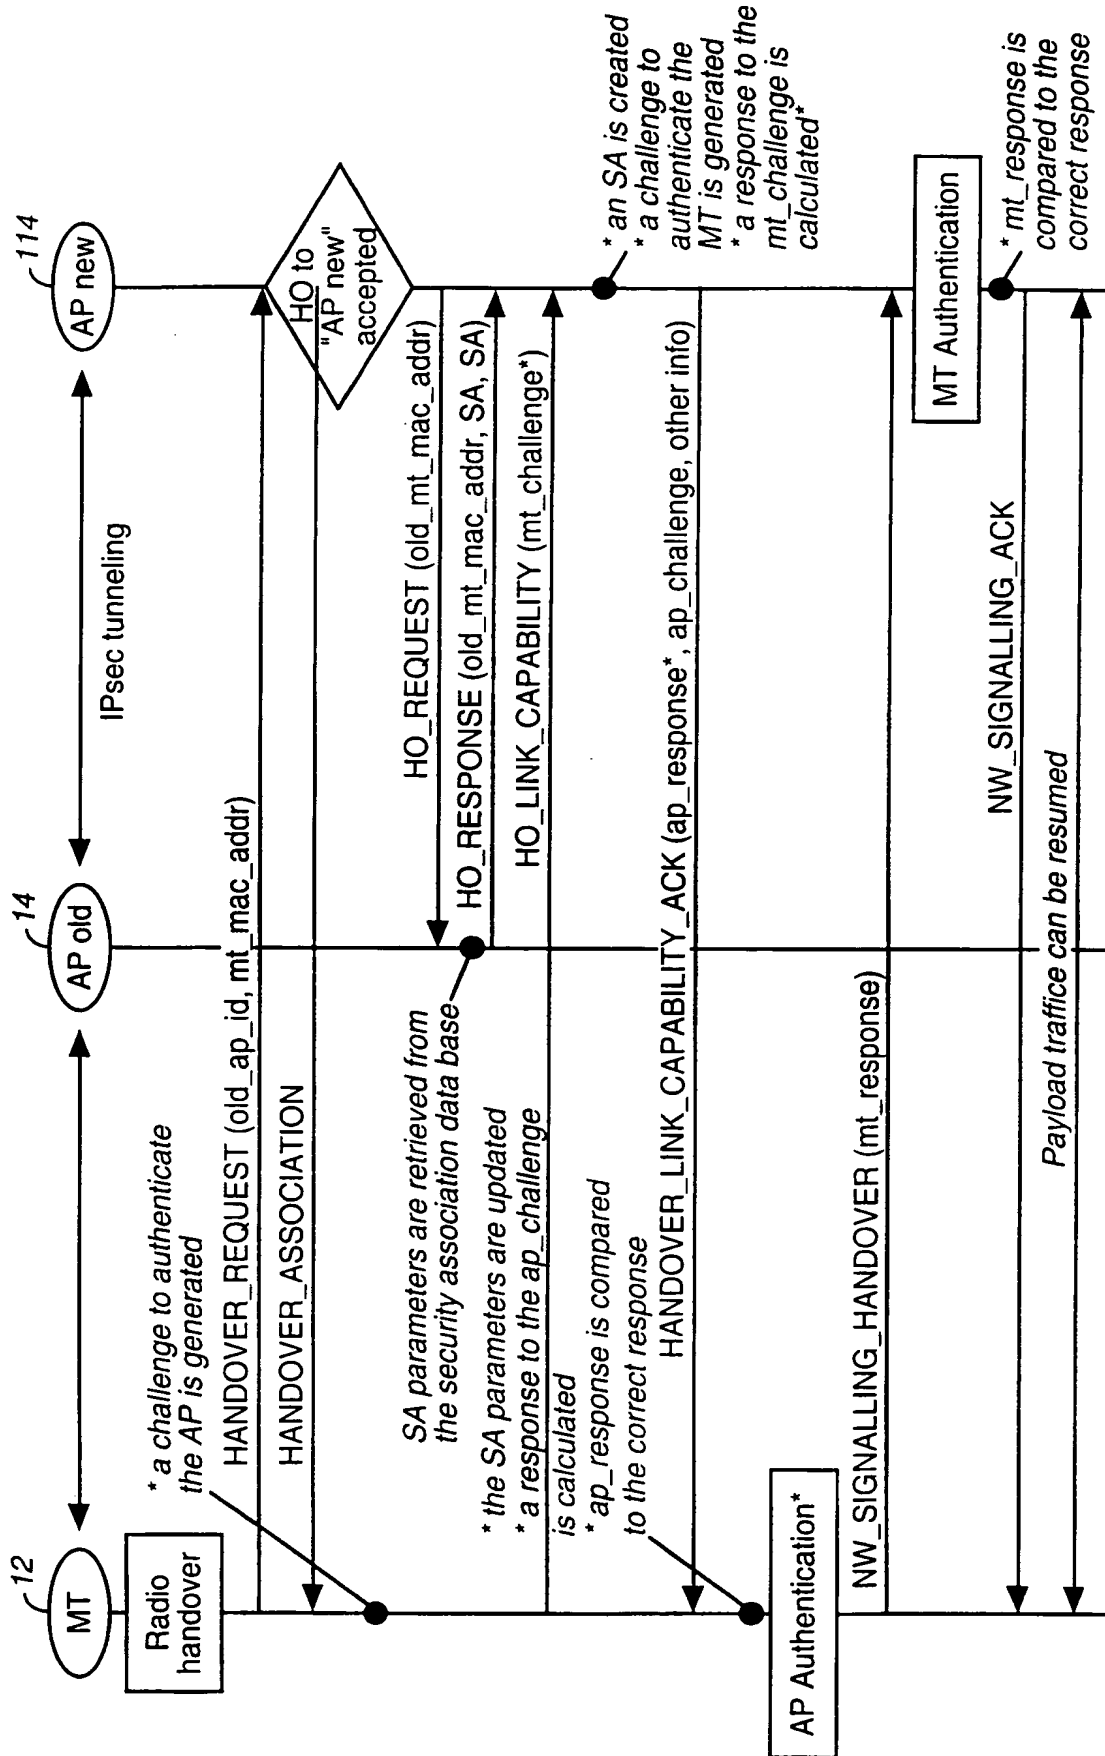 12
MT
14
AP old
IPsec tunneling
114
AP new
Radio
handover
* a challenge to authenticate
the AP is generated
HANDOVER_REQUEST (old_ap_id, mt_mac_addr)
HANDOVER_ASSOCIATION
HO to
"AP new"
accepted
HO_REQUEST (old_mt_mac_addr)
SA parameters are retrieved from
the security association data base
HO_RESPONSE (old_mt_mac_addr, SA, SA)
* the SA parameters are updated
* a response to the ap_challenge
is calculated
* ap_response is compared
to the correct response
HO_LINK_CAPABILITY (mt_challenge*)
* an SA is created
* a challenge to
authenticate the
MT is generated
* a response to the
mt_challenge is
calculated*
HANDOVER_LINK_CAPABILITY_ACK (ap_response*, ap_challenge, other info)
AP Authentication*
NW_SIGNALLING_HANDOVER (mt_response)
MT Authentication
* mt_response is
compared to the
correct response
NW_SIGNALLING_ACK
Payload traffice can be resumed